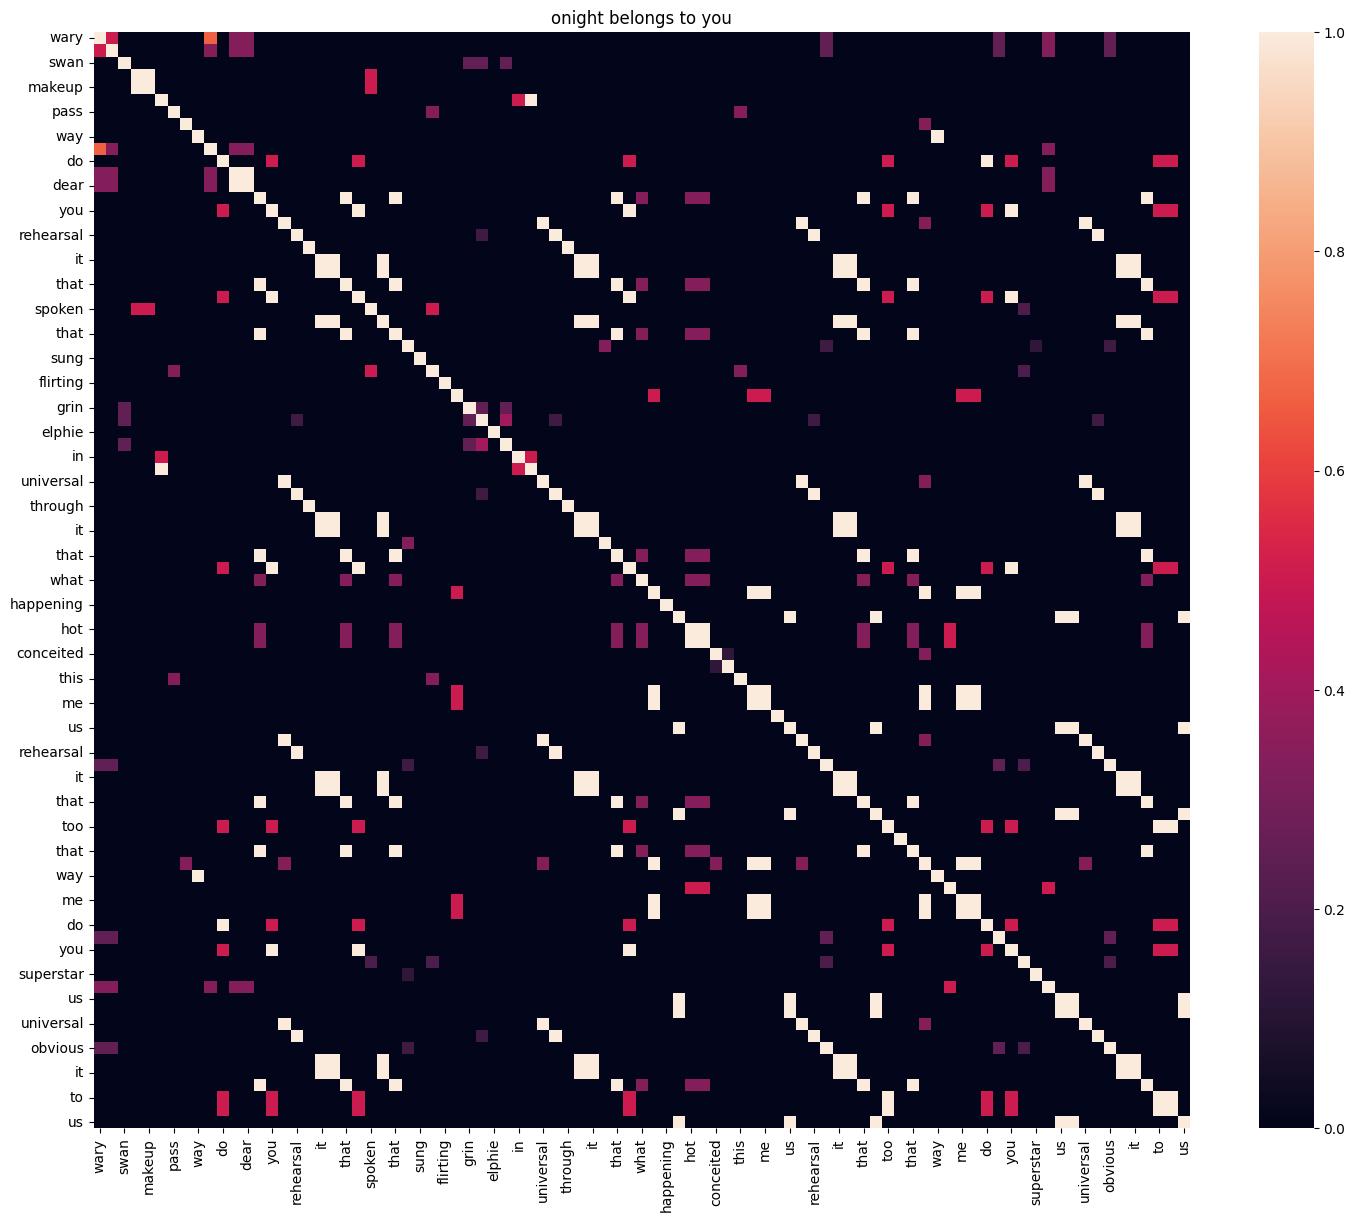 onight belongs to you
wary
swan
makeup
pass
way
do
dear
you
rehearsal
it
that
spoken
that
sung
flirting
grin
elphie
in
universal
through
it
that
what
happening
hot
conceited
this
me
us
rehearsal
it
that
too
that
way
me
do
you
superstar
us
universal
obvious
it
to
us
1.0
0.8
0.6
0.4
0.2
0.0
wary swan makeup pass way do dear you rehearsal it that spoken that sung flirting grin elphie in universal through it that what happening hot conceited this me us rehearsal it that too that way me do you superstar us universal obvious it to us